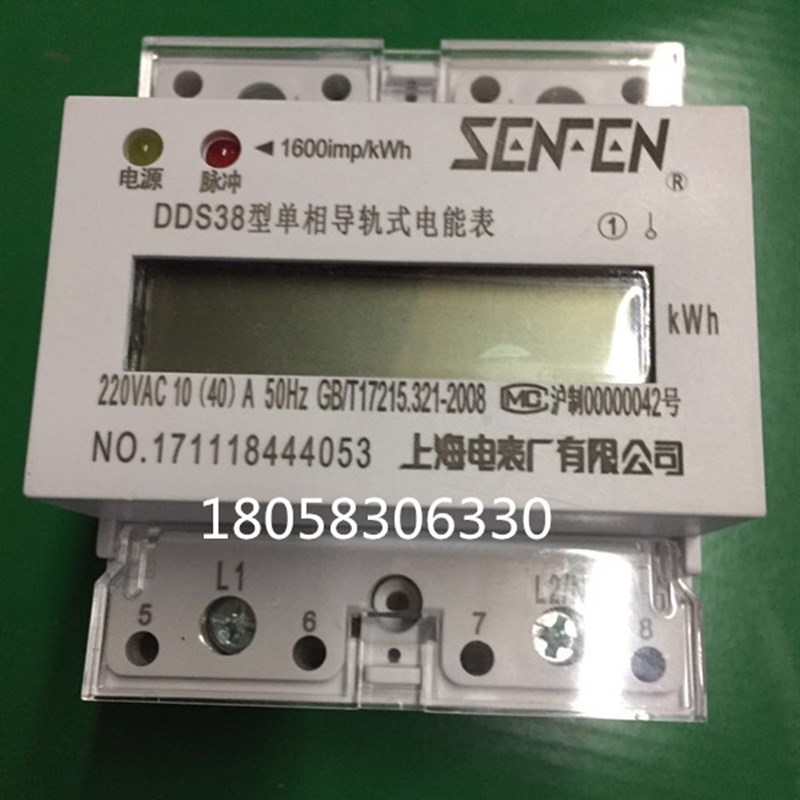 ◀ 1600imp/kWh
SENFEN ®
电源 脉冲
DDS38型单相导轨式电能表 ①
kWh
220VAC 10 (40) A 50Hz GB/T17215.321-2008 MC 沪制00000042号
NO.171118444053 上海电表厂有限公司
18058306330
L1 L2/N
5 6 7 8